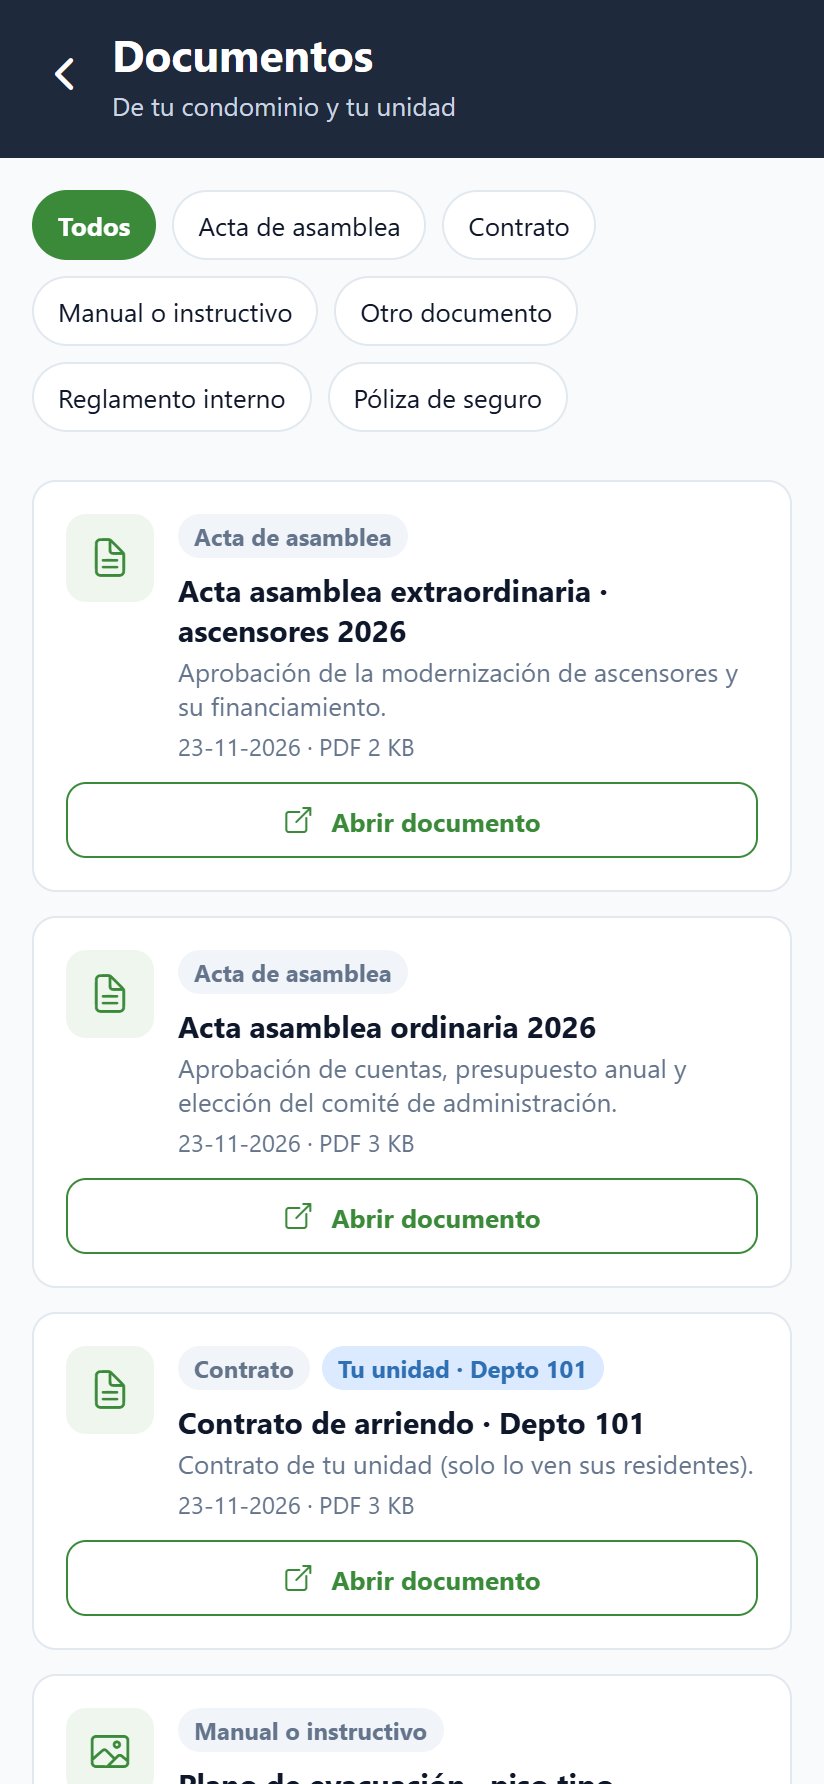 Documentos
De tu condominio y tu unidad
Todos
Acta de asamblea
Contrato
Manual o instructivo
Otro documento
Reglamento interno
Póliza de seguro
Acta de asamblea
Acta asamblea extraordinaria ·
ascensores 2026
Aprobación de la modernización de ascensores y
su financiamiento.
23-11-2026 · PDF 2 KB
Abrir documento
Acta de asamblea
Acta asamblea ordinaria 2026
Aprobación de cuentas, presupuesto anual y
elección del comité de administración.
23-11-2026 · PDF 3 KB
Abrir documento
Contrato
Tu unidad · Depto 101
Contrato de arriendo · Depto 101
Contrato de tu unidad (solo lo ven sus residentes).
23-11-2026 · PDF 3 KB
Abrir documento
Manual o instructivo
Plano de evacuación · piso tipo